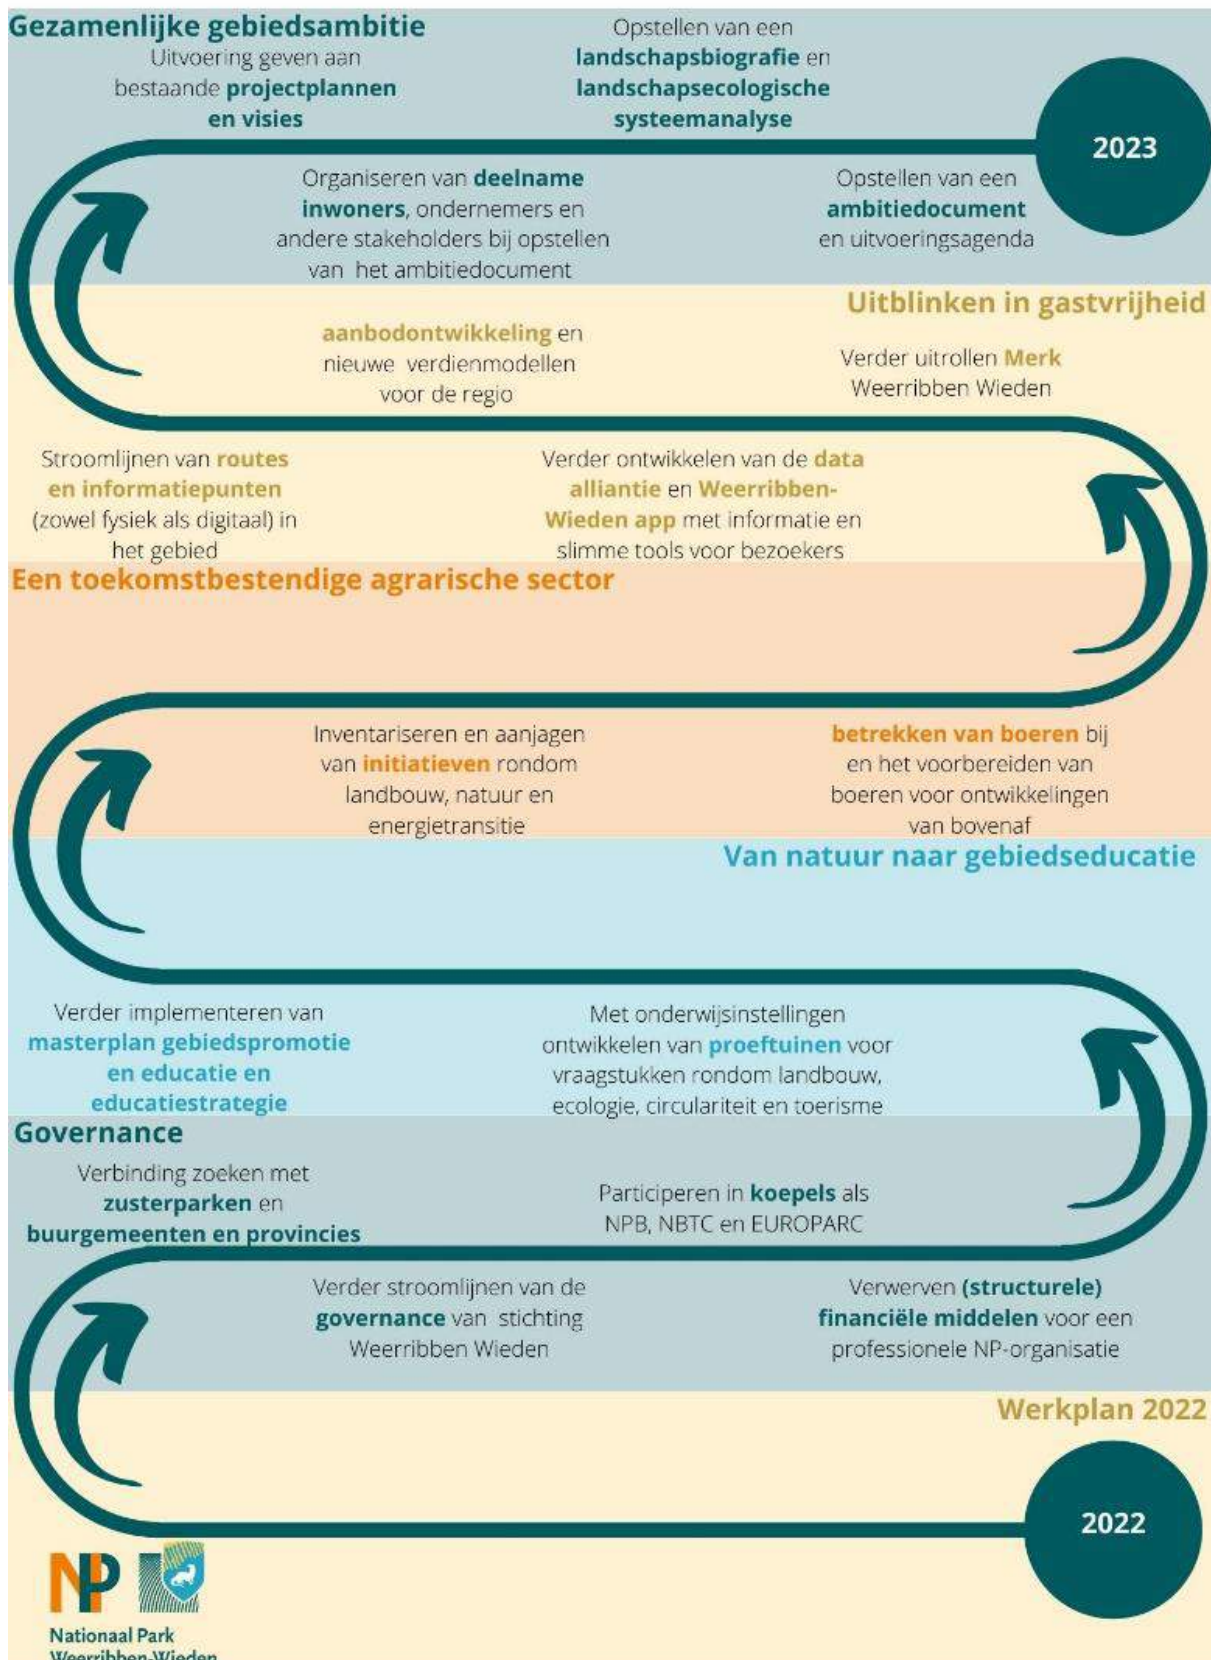 Gezamenlijke gebiedsambitie
Uitvoering geven aan
bestaande projectplannen
en visies
Opstellen van een
landschapsbiografie en
landschapsecologische
systeemanalyse
2023
Organiseren van deelname
inwoners, ondernemers en
andere stakeholders bij opstellen
van het ambitiedocument
Opstellen van een
ambitiedocument
en uitvoeringsagenda
Uitblinken in gastvrijheid
aanbodontwikkeling en
nieuwe verdienmodellen
voor de regio
Verder uitrollen Merk
Weerribben Wieden
Stroomlijnen van routes
en informatiepunten
(zowel fysiek als digitaal) in
het gebied
Verder ontwikkelen van de data
alliantie en Weerribben-
Wieden app met informatie en
slimme tools voor bezoekers
Een toekomstbestendige agrarische sector
Inventariseren en aanjagen
van initiatieven rondom
landbouw, natuur en
energietransitie
betrekken van boeren bij
en het voorbereiden van
boeren voor ontwikkelingen
van bovenaf
Van natuur naar gebiedseducatie
Verder implementeren van
masterplan gebiedspromotie
en educatie en
educatiestrategie
Met onderwijsinstellingen
ontwikkelen van proeftuinen voor
vraagstukken rondom landbouw,
ecologie, circulariteit en toerisme
Governance
Verbinding zoeken met
zusterparken en
buurgemeenten en provincies
Participeren in koepels als
NPB, NBTC en EUROPARC
Verder stroomlijnen van de
governance van stichting
Weerribben Wieden
Verwerven (structurele)
financiële middelen voor een
professionele NP-organisatie
Werkplan 2022
2022
NP
Nationaal Park
Weerribben-Wieden